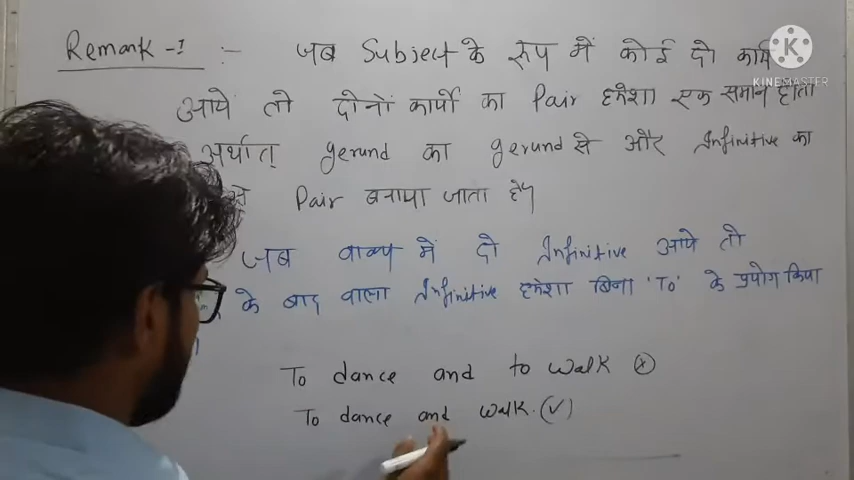 Remark -I :- जब Subject के रूप में कोई दो कार्य
आये तो दोनों कार्यो का Pair हमेशा एक समान होता
अर्थात् gerund का gerund से और Infinitive का
Pair बनाया जाता है।
जब वाक्य में दो Infinitive आये तो
के बाद वाला Infinitive हमेशा बिना 'To' के प्रयोग किया
To dance and to walk (x)
To dance and walk. (✓)
K
KINEMASTER